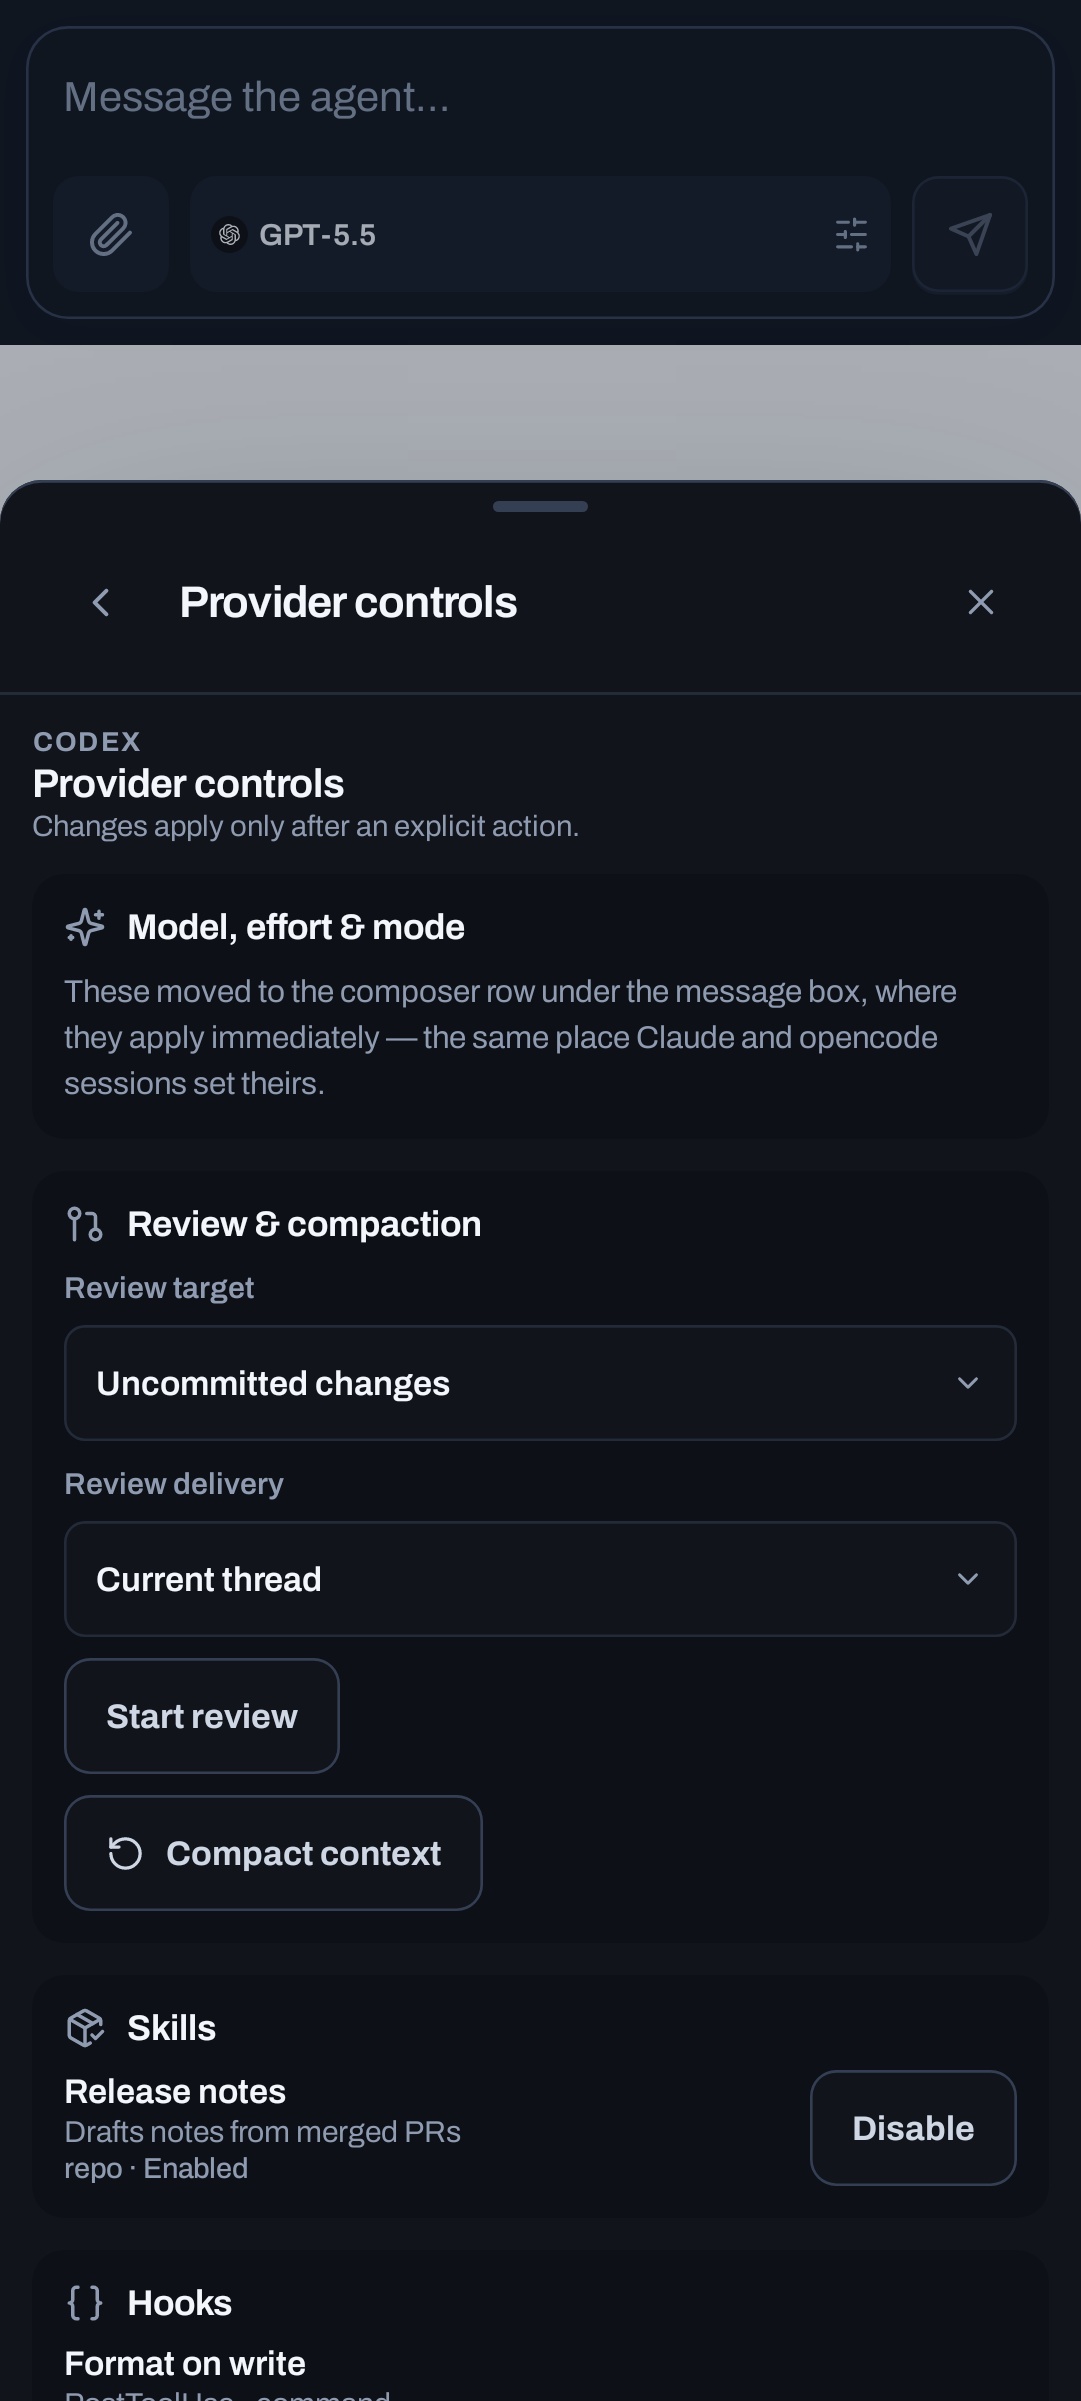 Message the agent...
GPT-5.5
Provider controls
CODEX
Provider controls
Changes apply only after an explicit action.
Model, effort & mode
These moved to the composer row under the message box, where
they apply immediately — the same place Claude and opencode
sessions set theirs.
Review & compaction
Review target
Uncommitted changes
Review delivery
Current thread
Start review
Compact context
Skills
Release notes
Drafts notes from merged PRs
repo · Enabled
Disable
Hooks
Format on write
PostToolUse · command